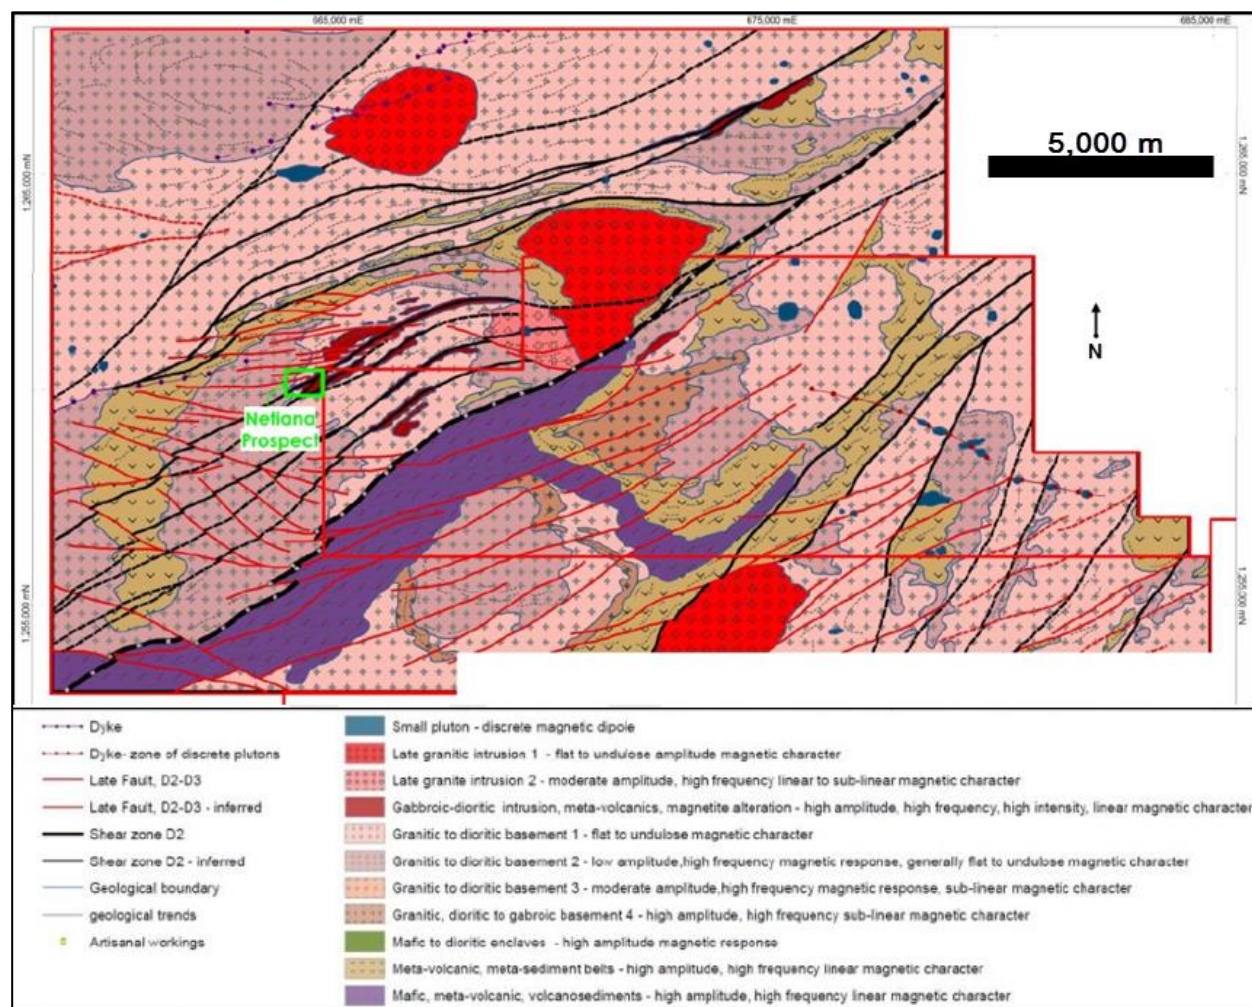 665,000 mE
675,000 mE
685,000 mE
1,265,000 mN
1,265,000 mN
5,000 m
N
Netiana
Prospect
1,255,000 mN
1,255,000 mN
Dyke
Dyke- zone of discrete plutons
Late Fault, D2-D3
Late Fault, D2-D3 - inferred
Shear zone D2
Shear zone D2 - inferred
Geological boundary
geological trends
Artisanal workings
Small pluton - discrete magnetic dipole
Late granitic intrusion 1 - flat to undulose amplitude magnetic character
Late granite intrusion 2 - moderate amplitude, high frequency linear to sub-linear magnetic character
Gabbroic-dioritic intrusion, meta-volcanics, magnetite alteration - high amplitude, high frequency, high intensity, linear magnetic character
Granitic to dioritic basement 1 - flat to undulose magnetic character
Granitic to dioritic basement 2 - low amplitude,high frequency magnetic response, generally flat to undulose magnetic character
Granitic to dioritic basement 3 - moderate amplitude,high frequency magnetic response, sub-linear magnetic character
Granitic, dioritic to gabroic basement 4 - high amplitude, high frequency sub-linear magnetic character
Mafic to dioritic enclaves - high amplitude magnetic response
Meta-volcanic, meta-sediment belts - high amplitude, high frequency linear magnetic character
Mafic, meta-volcanic, volcanosediments - high amplitude, high frequency linear magnetic character